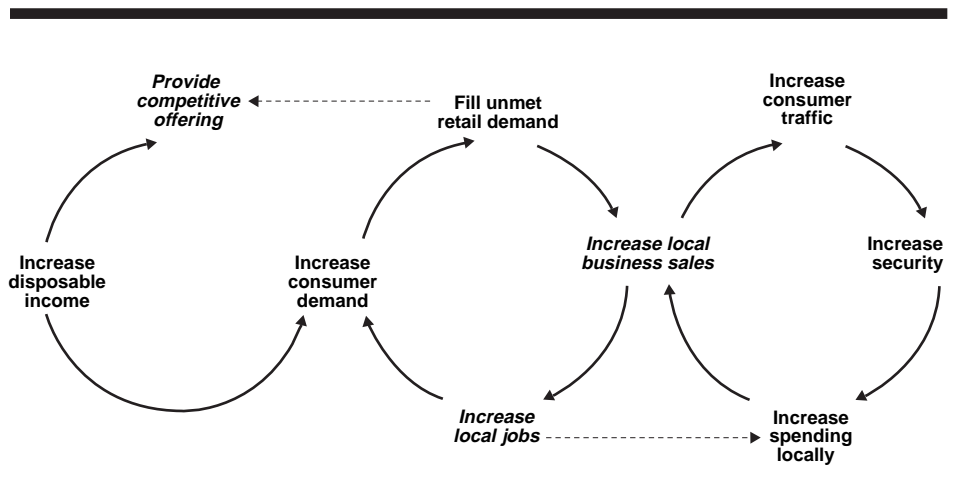 Provide
competitive
offering
Fill unmet
retail demand
Increase
consumer
traffic
Increase
disposable
income
Increase
consumer
demand
Increase local
business sales
Increase
security
Increase
local jobs
Increase
spending
locally